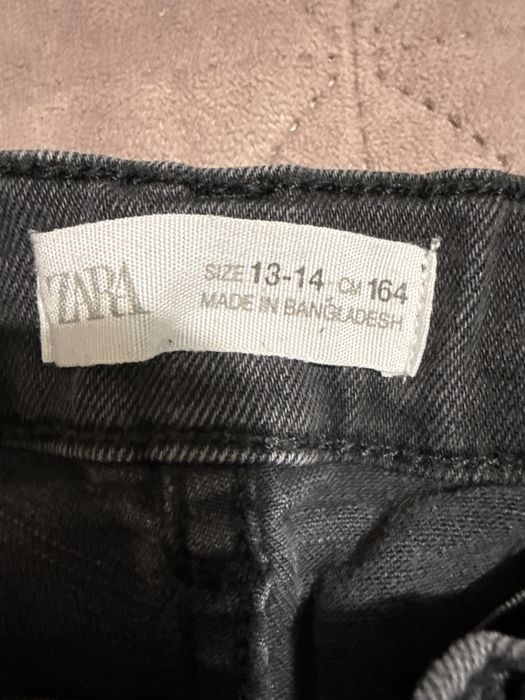 ZARA
SIZE 13-14 CM 164
MADE IN BANGLADESH